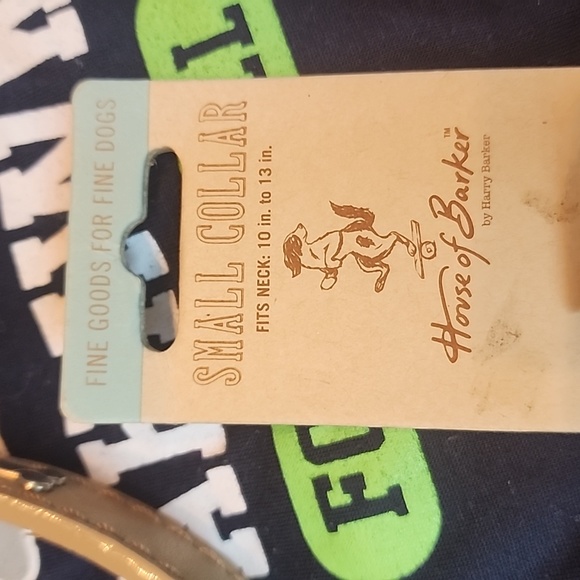 FINE GOODS FOR FINE DOGS
SMALL COLLAR
FITS NECK: 10 in. to 13 in.
House of Barker™
by Harry Barker